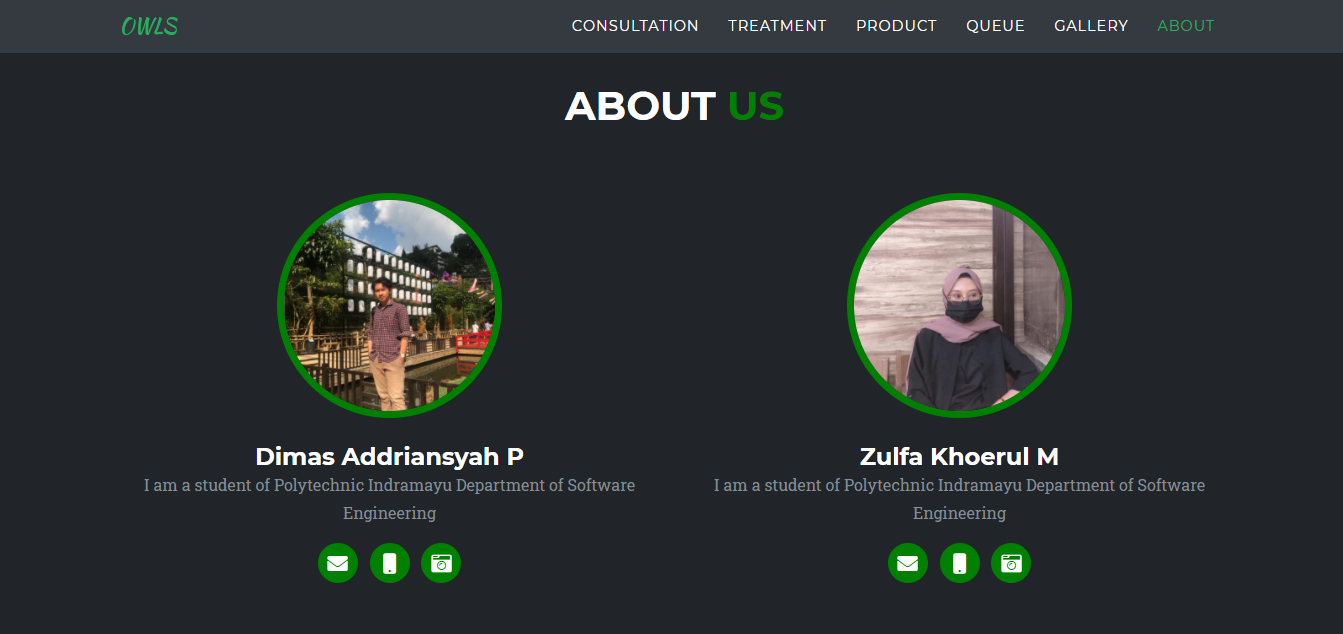 OWLS CONSULTATION TREATMENT PRODUCT QUEUE GALLERY ABOUT
ABOUT US
Dimas Addriansyah P
I am a student of Polytechnic Indramayu Department of Software
Engineering
Zulfa Khoerul M
I am a student of Polytechnic Indramayu Department of Software
Engineering